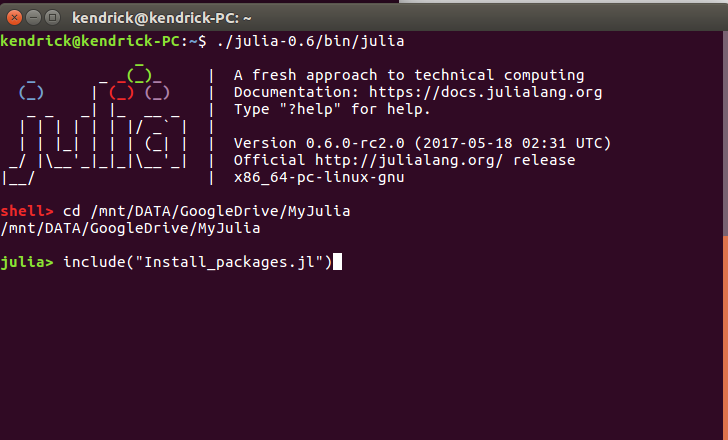 kendrick@kendrick-PC: ~
kendrick@kendrick-PC:~$ ./julia-0.6/bin/julia
A fresh approach to technical computing
Documentation: https://docs.julialang.org
Type "?help" for help.
Version 0.6.0-rc2.0 (2017-05-18 02:31 UTC)
Official http://julialang.org/ release
x86_64-pc-linux-gnu
shell> cd /mnt/DATA/GoogleDrive/MyJulia
/mnt/DATA/GoogleDrive/MyJulia
julia> include("Install_packages.jl")